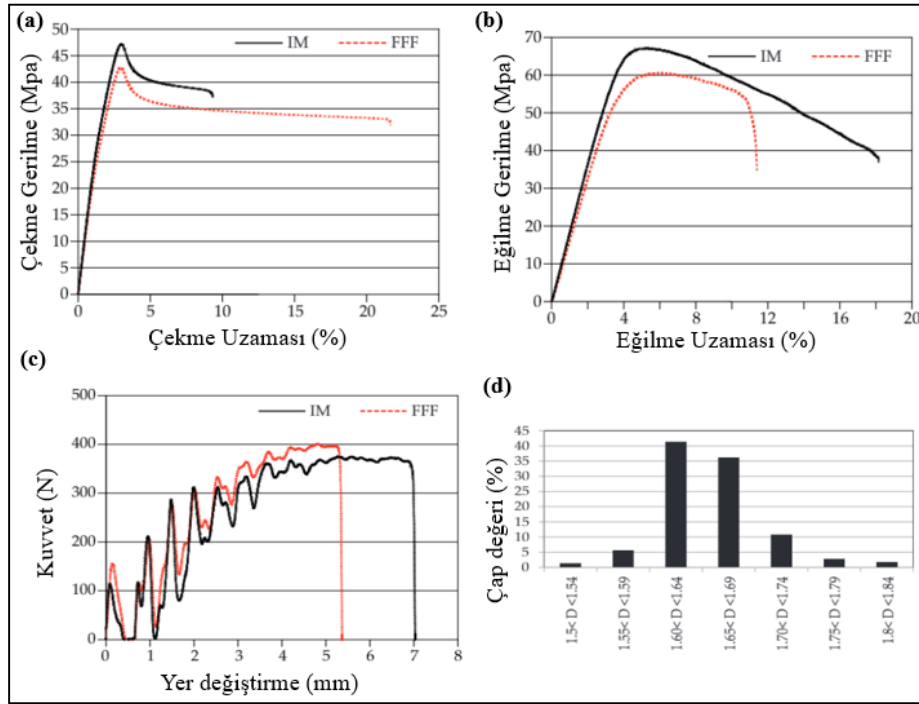 (a)
IM
FFF
50
45
40
35
30
25
20
15
10
5
0
Çekme Gerilme (Mpa)
0 5 10 15 20 25
Çekme Uzaması (%)
(b)
IM
FFF
80
70
60
50
40
30
20
10
0
Eğilme Gerilme (Mpa)
0 4 8 12 16 20
Eğilme Uzaması (%)
(c)
IM
FFF
500
400
300
200
100
0
Kuvvet (N)
0 1 2 3 4 5 6 7 8
Yer değiştirme (mm)
(d)
45
40
35
30
25
20
15
10
5
0
Çap değeri (%)
1.5< D <1.54
1.55< D <1.59
1.60< D <1.64
1.65< D <1.69
1.70< D <1.74
1.75< D <1.79
1.8< D <1.84